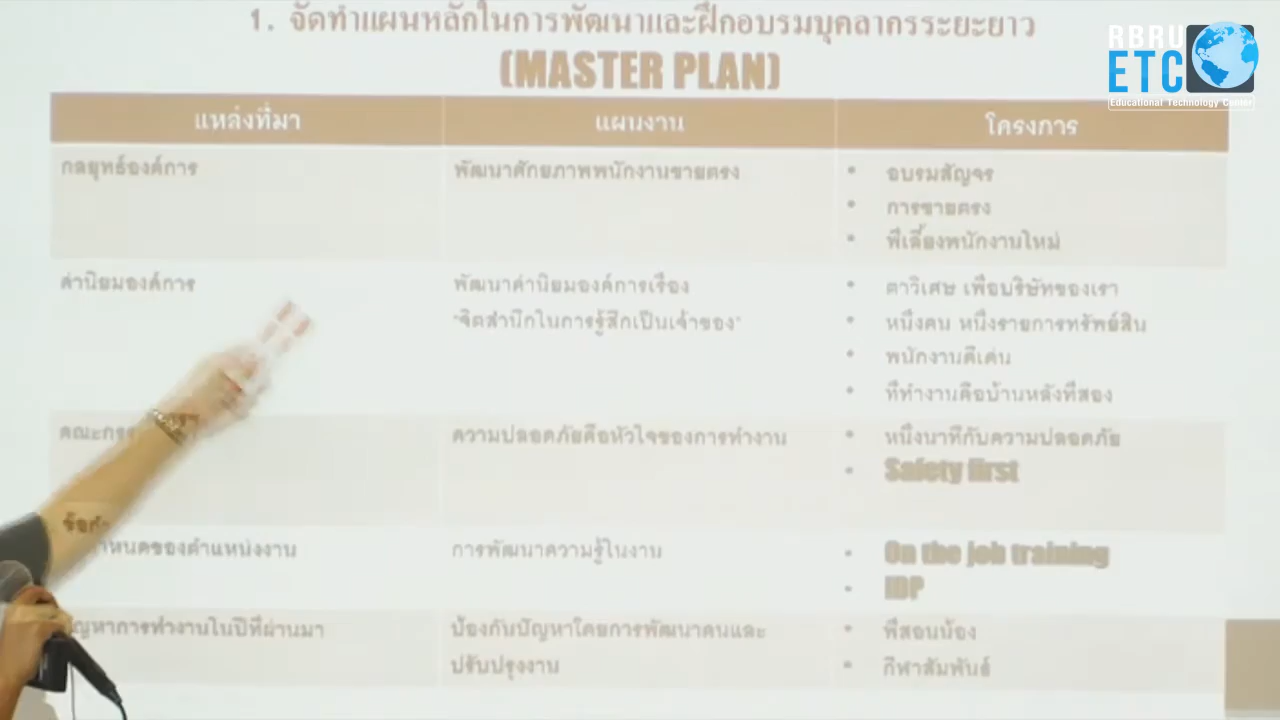 1. จัดทำแผนหลักในการพัฒนาและฝึกอบรมบุคลากรระยะยาว
(MASTER PLAN)
RBRU
ETC
Educational Technology Center
แหล่งที่มา แผนงาน โครงการ
กลยุทธ์องค์การ พัฒนาศักยภาพพนักงานขายตรง • อบรมสัญจร
• การขายตรง
• พี่เลี้ยงพนักงานใหม่
ค่านิยมองค์การ พัฒนาค่านิยมองค์การเรื่อง • ตาวิเศษ เพื่อบริษัทของเรา
"จิตสำนึกในการรู้สึกเป็นเจ้าของ" • หนึ่งคน หนึ่งรายการทรัพย์สิน
• พนักงานดีเด่น
• ที่ทำงานคือบ้านหลังที่สอง
ความปลอดภัยคือหัวใจของการทำงาน • หนึ่งนาทีกับความปลอดภัย
• Safety first
ข้อกำหนดของตำแหน่งงาน การพัฒนาความรู้ในงาน • On the job training
• IDP
ปัญหาการทำงานในปีที่ผ่านมา ป้องกันปัญหาโดยการพัฒนาคนและ • พี่สอนน้อง
ปรับปรุงงาน • กีฬาสัมพันธ์